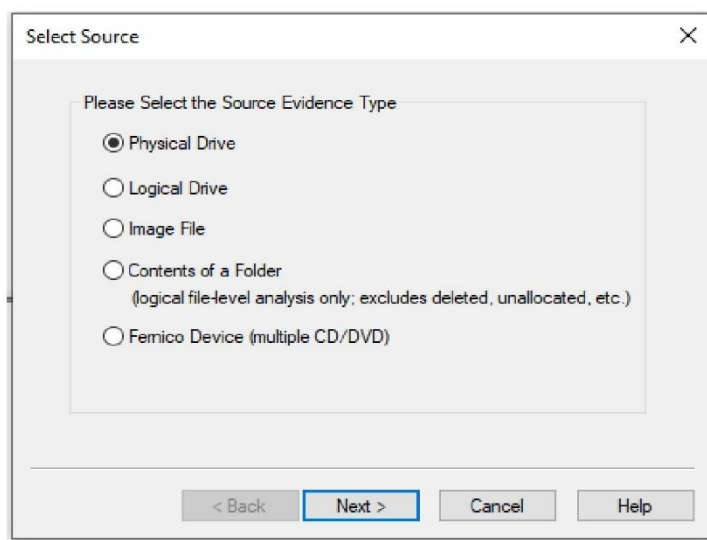 Select Source
Please Select the Source Evidence Type
Physical Drive
Logical Drive
Image File
Contents of a Folder
(logical file-level analysis only; excludes deleted, unallocated, etc.)
Fernico Device (multiple CD/DVD)
< Back Next > Cancel Help